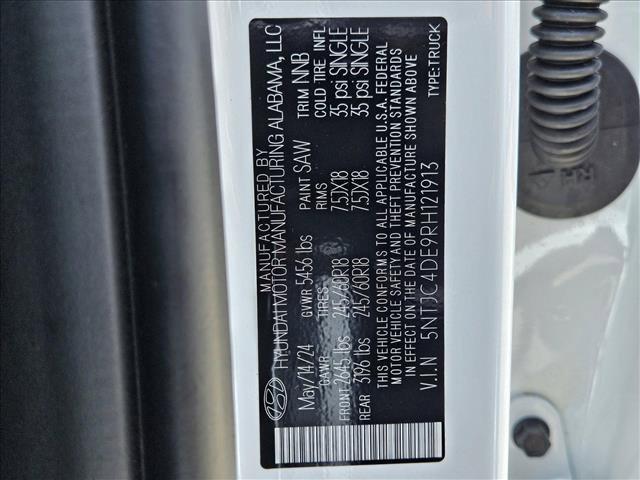 MANUFACTURED BY
HYUNDAI MOTOR MANUFACTURING ALABAMA, LLC
May/14/24 GVWR 5456 lbs PAINT SAW TRIM NNB
GAWR TIRES RIMS COLD TIRE INFL
FRONT 2645 lbs 245/60R18 7.5JX18 35 psi SINGLE
REAR 3196 lbs 245/60R18 7.5JX18 35 psi SINGLE
THIS VEHICLE CONFORMS TO ALL APPLICABLE U.S.A. FEDERAL
MOTOR VEHICLE SAFETY AND THEFT PREVENTION STANDARDS
IN EFFECT ON THE DATE OF MANUFACTURE SHOWN ABOVE
V.I.N 5NTJC4DE9RH121913 TYPE:TRUCK
RH